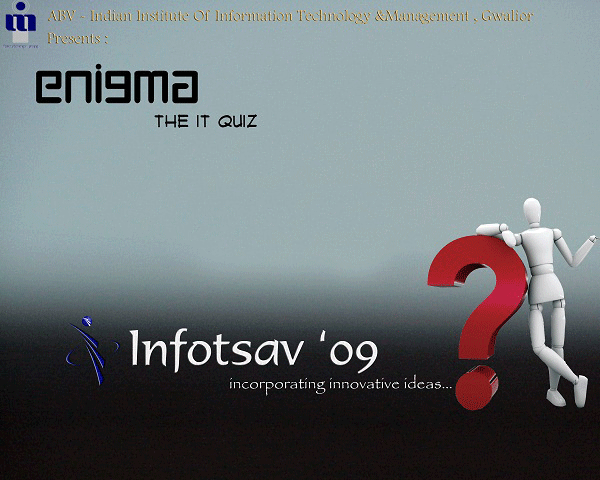 ABV - Indian Institute Of Information Technology &Management , Gwalior
Presents :
enigma
THE IT QUIZ
Infotsav '09
incorporating innovative ideas...